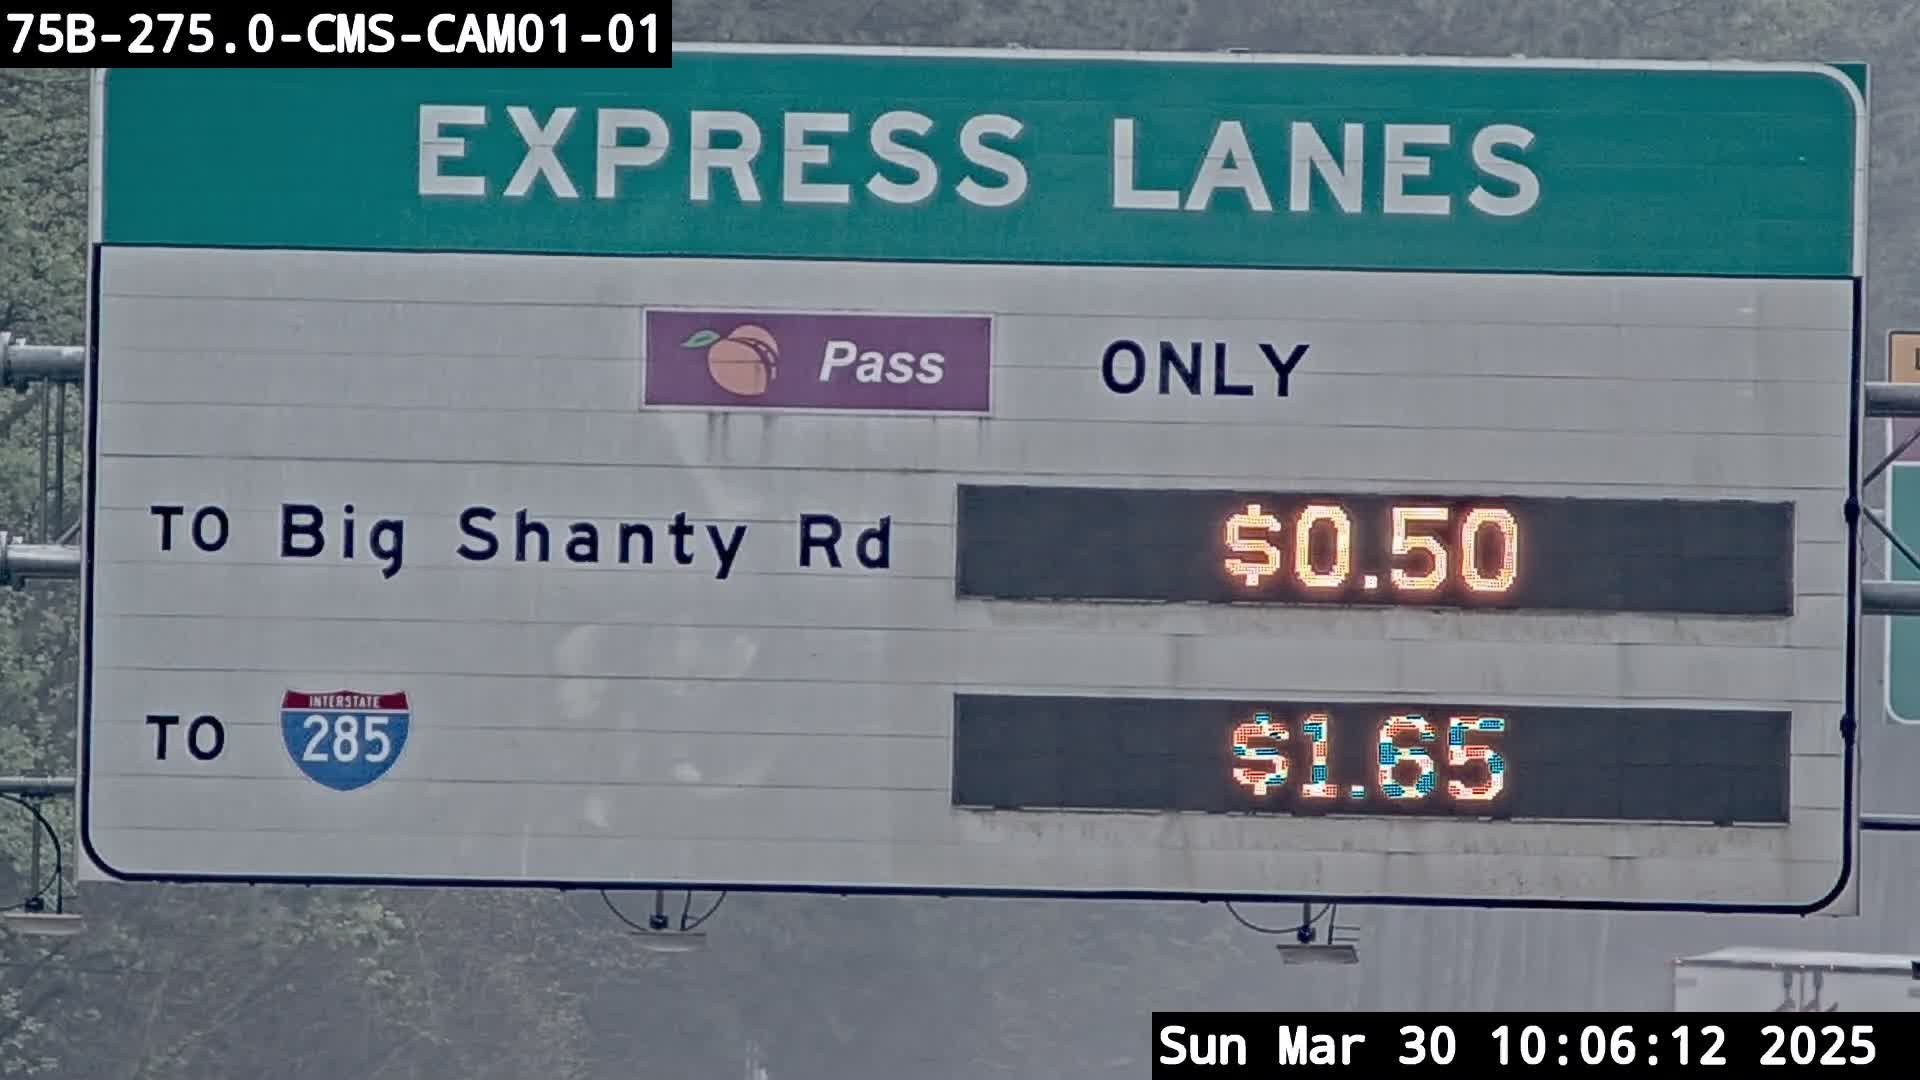 75B-275.0-CMS-CAM01-01
EXPRESS LANES
Pass ONLY
TO Big Shanty Rd $0.50
INTERSTATE
TO 285 $1.65
Sun Mar 30 10:06:12 2025